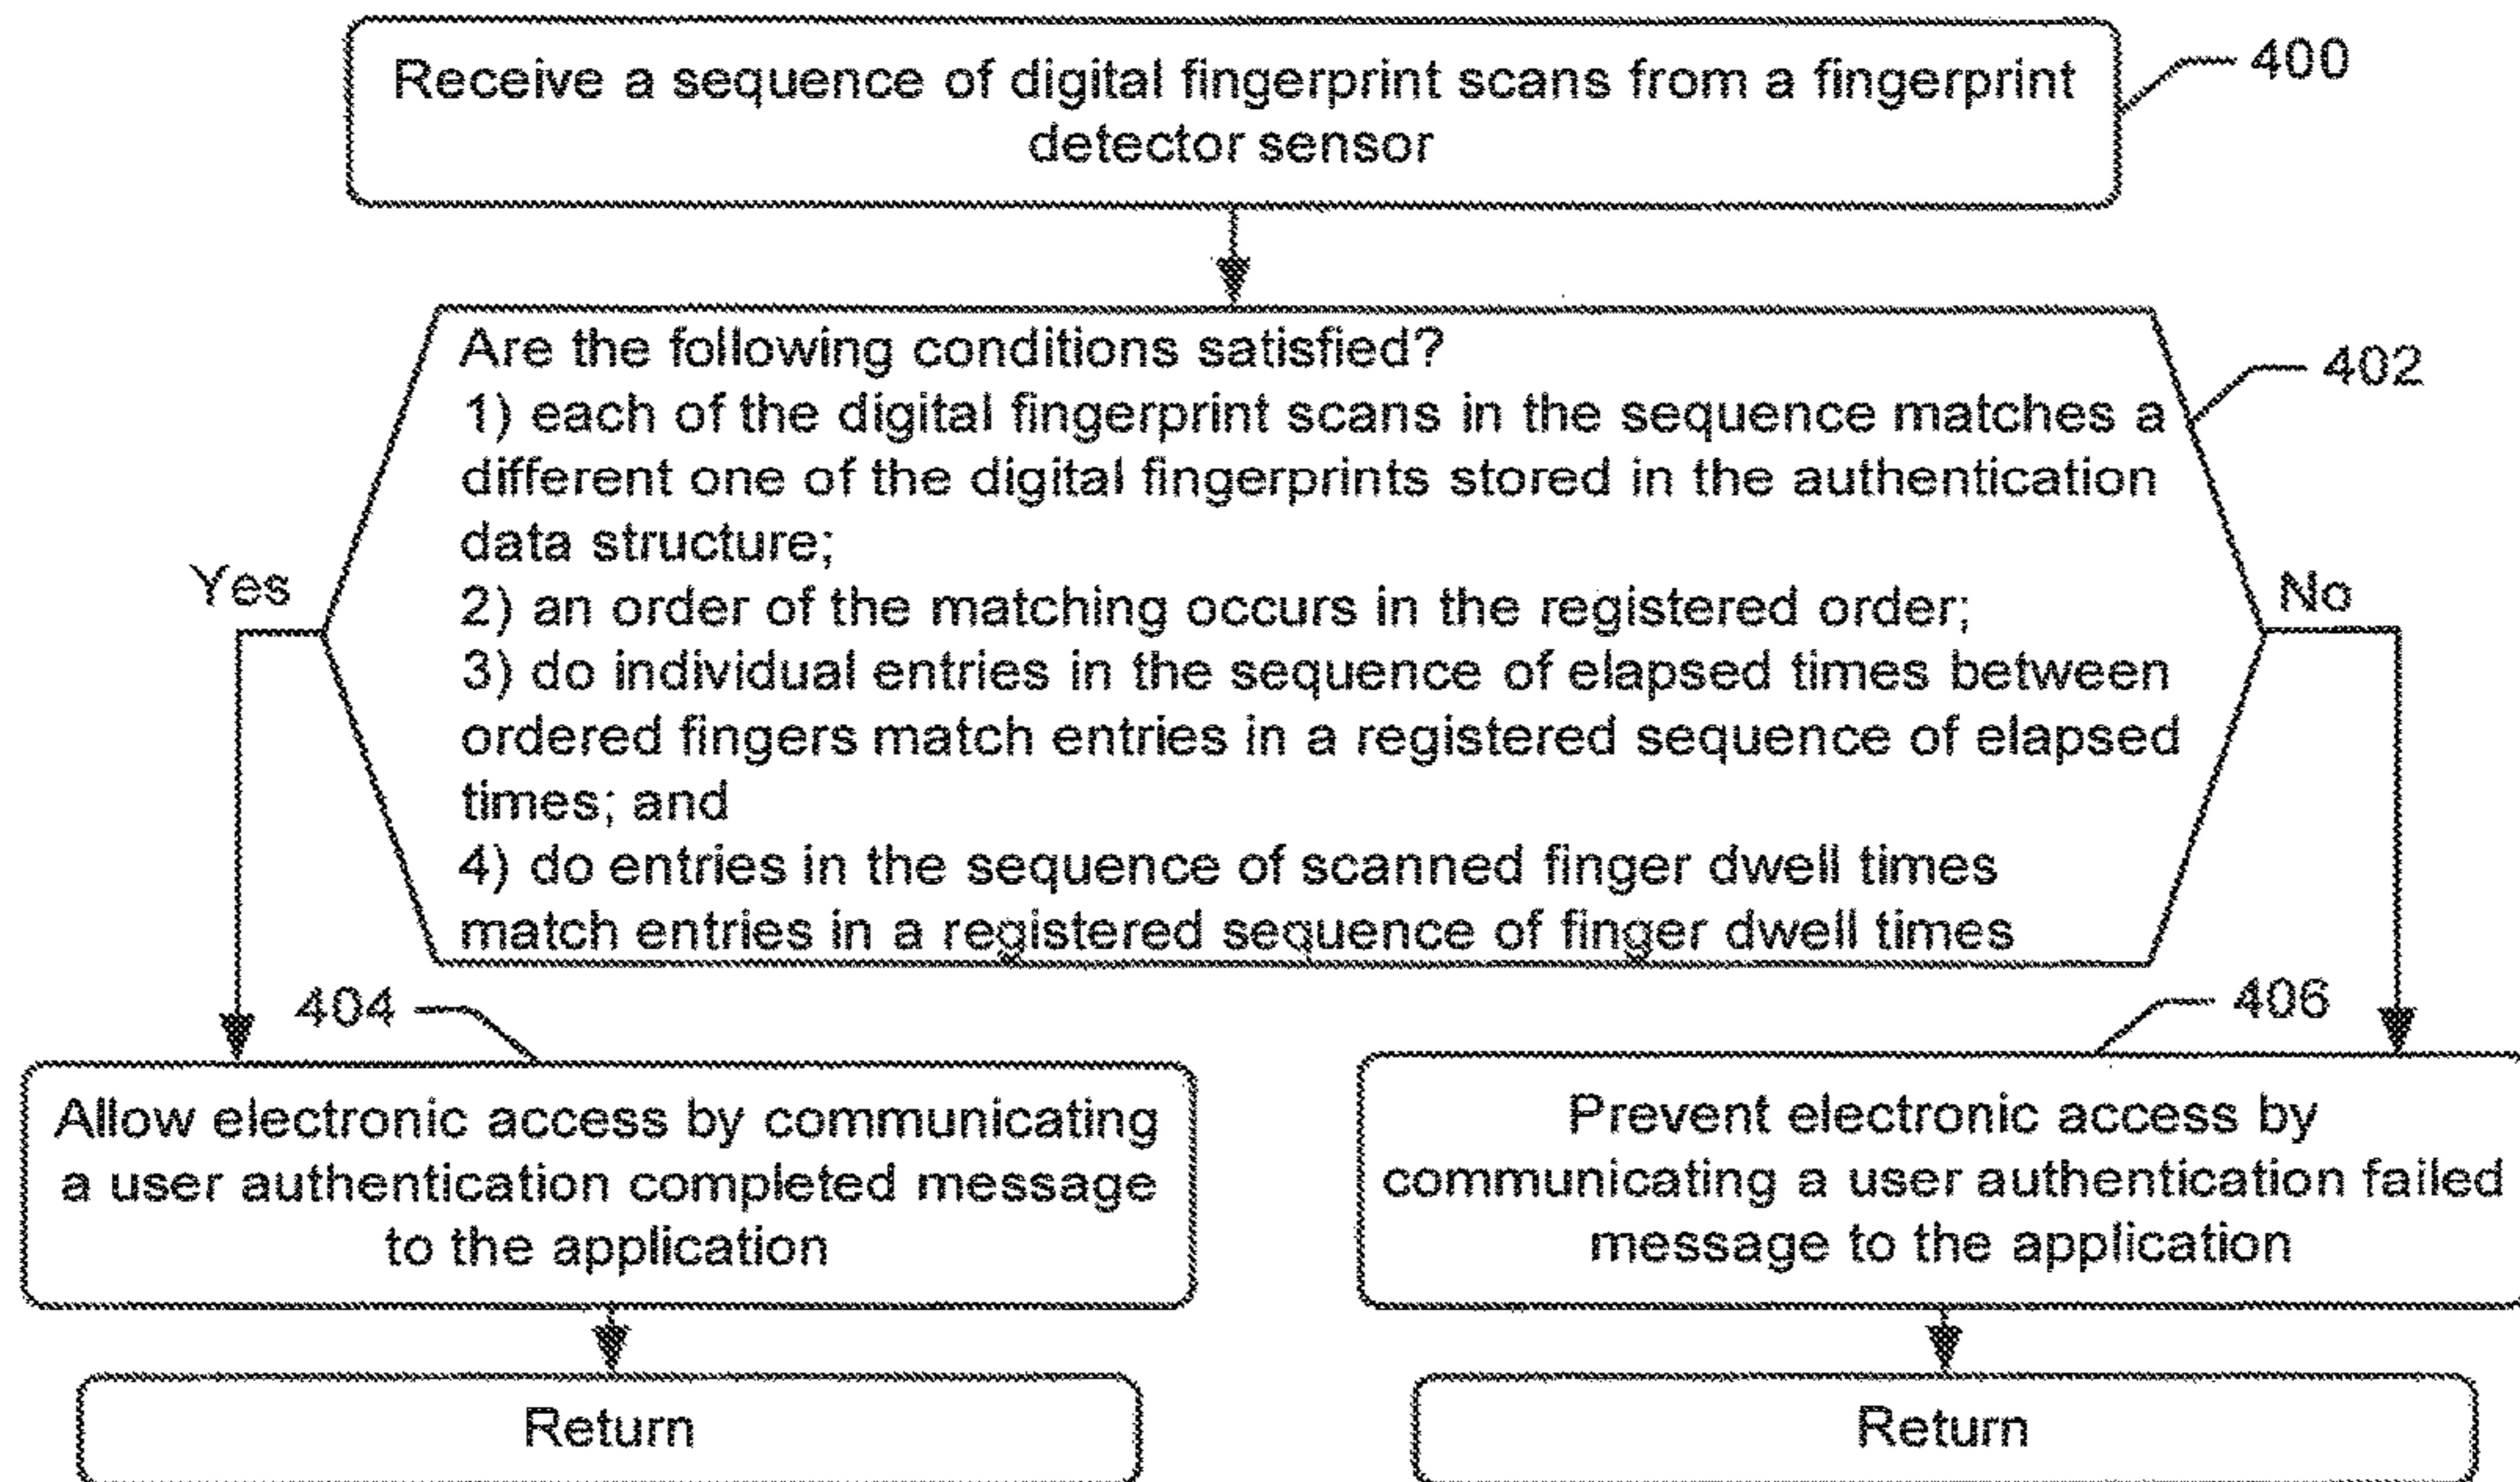 Receive a sequence of digital fingerprint scans from a fingerprint
detector sensor
400
Are the following conditions satisfied?
402
1) each of the digital fingerprint scans in the sequence matches a
different one of the digital fingerprints stored in the authentication
data structure;
Yes
2) an order of the matching occurs in the registered order;
No
3) do individual entries in the sequence of elapsed times between
ordered fingers match entries in a registered sequence of elapsed
times; and
4) do entries in the sequence of scanned finger dwell times
match entries in a registered sequence of finger dwell times
404
406
Allow electronic access by communicating
a user authentication completed message
to the application
Prevent electronic access by
communicating a user authentication failed
message to the application
Return
Return